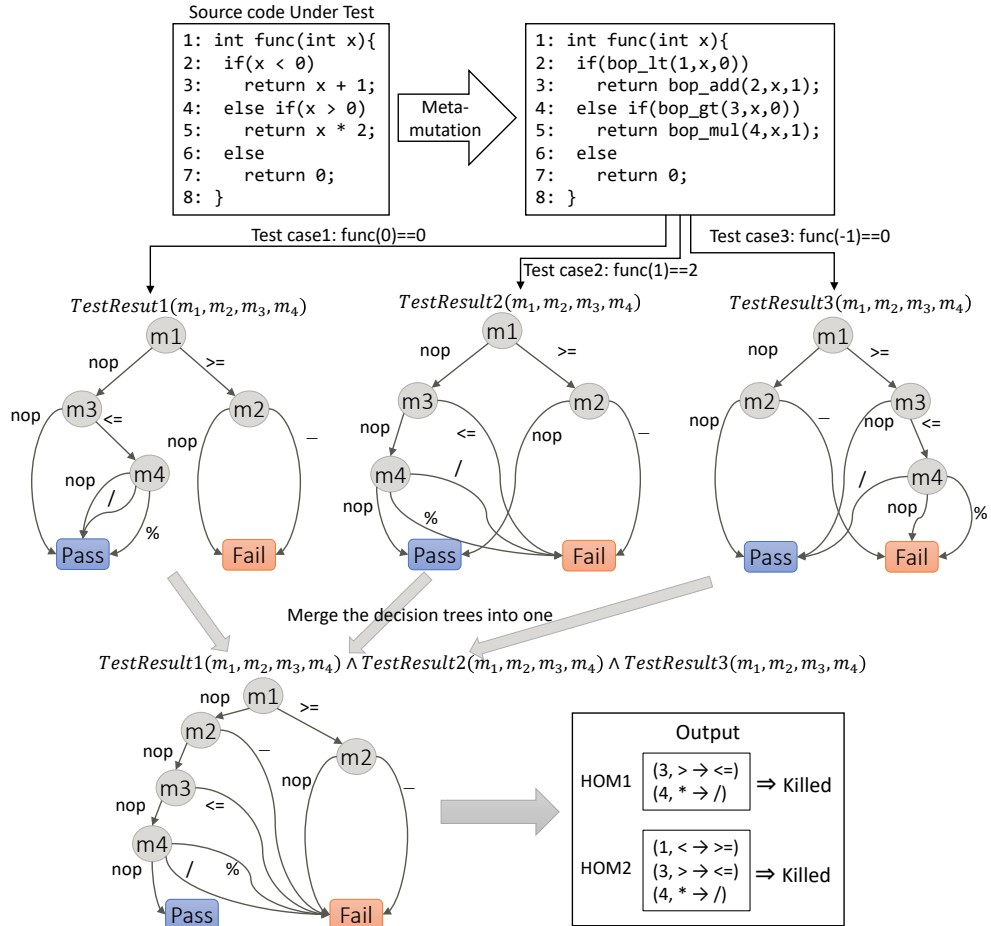 Source code Under Test
1: int func(int x){
2: if(x < 0)
3: return x + 1;
4: else if(x > 0)
5: return x * 2;
6: else
7: return 0;
8: }
Meta-
mutation
1: int func(int x){
2: if(bop_lt(1,x,0))
3: return bop_add(2,x,1);
4: else if(bop_gt(3,x,0))
5: return bop_mul(4,x,1);
6: else
7: return 0;
8: }
Test case1: func(0)==0
Test case2: func(1)==2
Test case3: func(-1)==0
TestResut1(m₁, m₂, m₃, m₄)
m1
nop
>=
m3
m2
nop
<=
nop
–
m4
nop
/
%
Pass
Fail
TestResult2(m₁, m₂, m₃, m₄)
m1
nop
>=
m3
m2
nop
<=
nop
–
m4
nop
/
%
Pass
Fail
TestResult3(m₁, m₂, m₃, m₄)
m1
nop
>=
m2
m3
nop
–
nop
<=
m4
/
nop
%
Pass
Fail
Merge the decision trees into one
TestResult1(m₁, m₂, m₃, m₄) ∧ TestResult2(m₁, m₂, m₃, m₄) ∧ TestResult3(m₁, m₂, m₃, m₄)
m1
nop
>=
m2
m2
nop
–
nop
–
m3
nop
<=
m4
nop
/
%
Pass
Fail
Output
HOM1
(3, > → <=)
(4, * → /)
⇒ Killed
HOM2
(1, < → >=)
(3, > → <=)
(4, * → /)
⇒ Killed